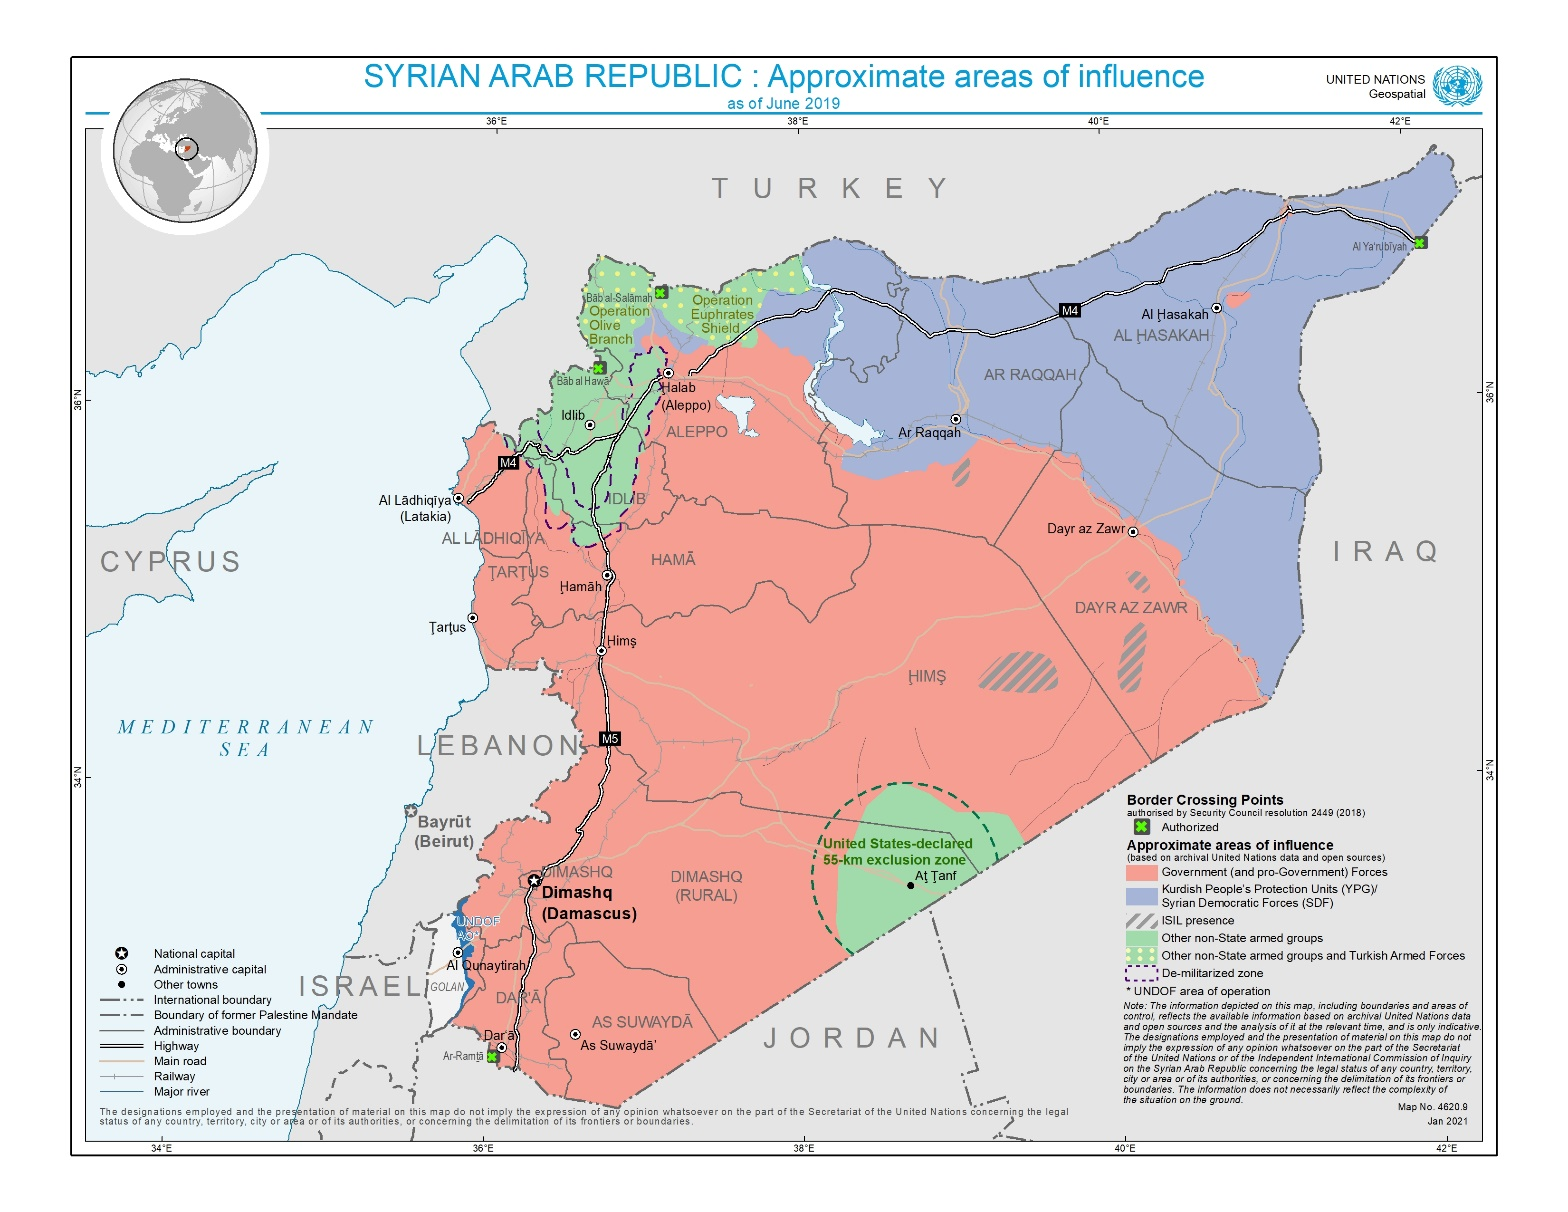 SYRIAN ARAB REPUBLIC : Approximate areas of influence
as of June 2019
UNITED NATIONS
Geospatial
36°E
38°E
40°E
42°E
TURKEY
Al Ya'rubīyah
Bāb al-Salāmah
Operation
Olive
Branch
Operation
Euphrates
Shield
M4
Al Ḩasakah
AL ḨASAKAH
Bāb al Hawá
36°N
36°N
Ḩalab
(Aleppo)
AR RAQQAH
Idlib
ALEPPO
Ar Raqqah
M4
Al Lādhiqīya
(Latakia)
IDLIB
Dayr az Zawr
AL LĀDHIQĪYA
CYPRUS
ŢARŢUS
HAMĀ
IRAQ
Ḩamāh
DAYR AZ ZAWR
Ţarţus
Ḩimş
ḨIMŞ
MEDITERRANEAN
SEA
LEBANON
M5
34°N
34°N
Bayrūt
(Beirut)
United States-declared
55-km exclusion zone
Aţ Ţanf
DIMASHQ
Dimashq
(Damascus)
DIMASHQ
(RURAL)
UNDOF
AO*
Al Qunaytirah
ISRAEL
GOLAN
DAR'Ā
AS SUWAYDĀ
Dar'ā
As Suwaydā'
Ar-Ramţā
JORDAN
National capital
Administrative capital
Other towns
International boundary
Boundary of former Palestine Mandate
Administrative boundary
Highway
Main road
Railway
Major river
Border Crossing Points
authorised by Security Council resolution 2449 (2018)
Authorized
Approximate areas of influence
(based on archival United Nations data and open sources)
Government (and pro-Government) Forces
Kurdish People's Protection Units (YPG)/
Syrian Democratic Forces (SDF)
ISIL presence
Other non-State armed groups
Other non-State armed groups and Turkish Armed Forces
De-militarized zone
* UNDOF area of operation
Note: The information depicted on this map, including boundaries and areas of
control, reflects the available information based on archival United Nations data
and open sources and the analysis of it at the relevant time, and is only indicative.
The designations employed and the presentation of material on this map do not
imply the expression of any opinion whatsoever on the part of the Secretariat
of the United Nations or of the Independent International Commission of Inquiry
on the Syrian Arab Republic concerning the legal status of any country, territory,
city or area or of its authorities, or concerning the delimitation of its frontiers or
boundaries. The information does not necessarily reflect the complexity of
the situation on the ground.
Map No. 4620.9
Jan 2021
The designations employed and the presentation of material on this map do not imply the expression of any opinion whatsoever on the part of the Secretariat of the United Nations concerning the legal
status of any country, territory, city or area or of its authorities, or concerning the delimitation of its frontiers or boundaries.
34°E
36°E
38°E
40°E
42°E